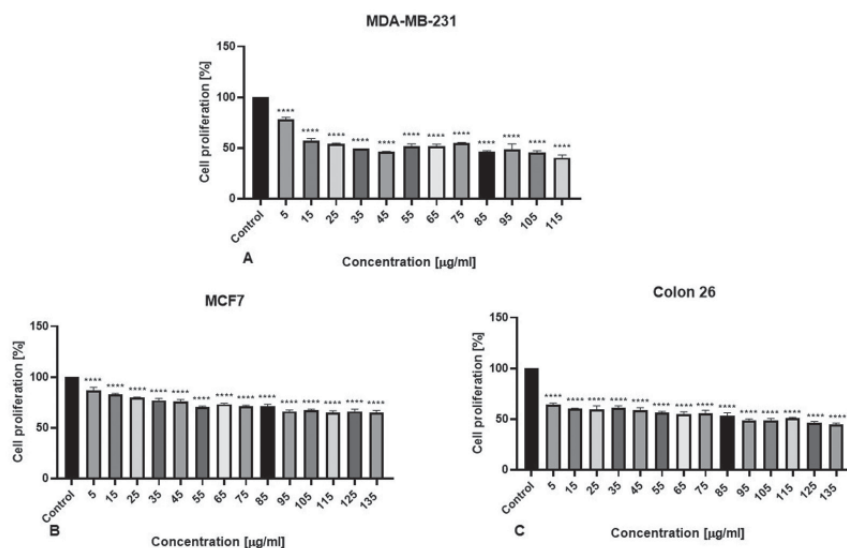 MDA-MB-231
150
100
50
0
Cell proliferation [%]
**** **** **** **** **** **** **** **** **** **** **** ****
Control 5 15 25 35 45 55 65 75 85 95 105 115
A
Concentration [µg/ml]
MCF7
150
100
50
0
Cell proliferation [%]
**** **** **** **** **** **** **** **** **** **** **** **** **** ****
Control 5 15 25 35 45 55 65 75 85 95 105 115 125 135
B
Concentration [µg/ml]
Colon 26
150
100
50
0
Cell proliferation [%]
**** **** **** **** **** **** **** **** **** **** **** **** **** ****
Control 5 15 25 35 45 55 65 75 85 95 105 115 125 135
C
Concentration [µg/ml]